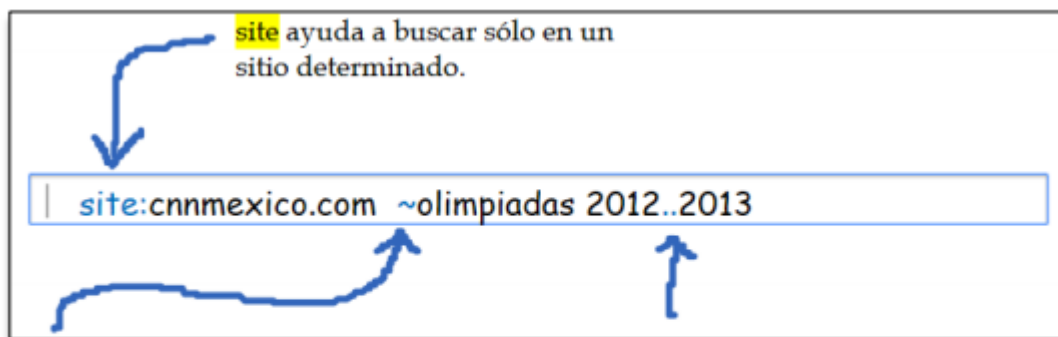 site ayuda a buscar sólo en un
sitio determinado.
site:cnnmexico.com ~olimpiadas 2012..2013